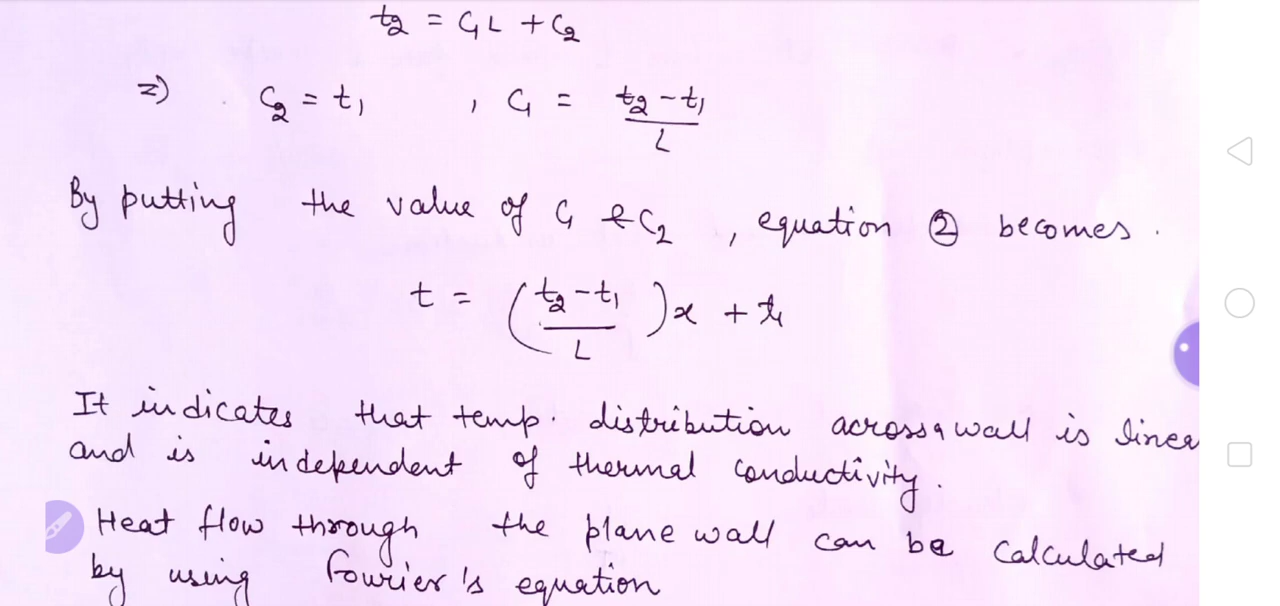 t₂ = C₁L + C₂
=) C₂ = t₁ , C₁ = (t₂ - t₁)/L
By putting the value of C₁ & C₂ , equation ② becomes .
t = ((t₂ - t₁)/L)x + t₁
It indicates that temp. distribution across a wall is linea
and is independent of thermal conductivity.
Heat flow through the plane wall can be calculated
by using Fourier's equation